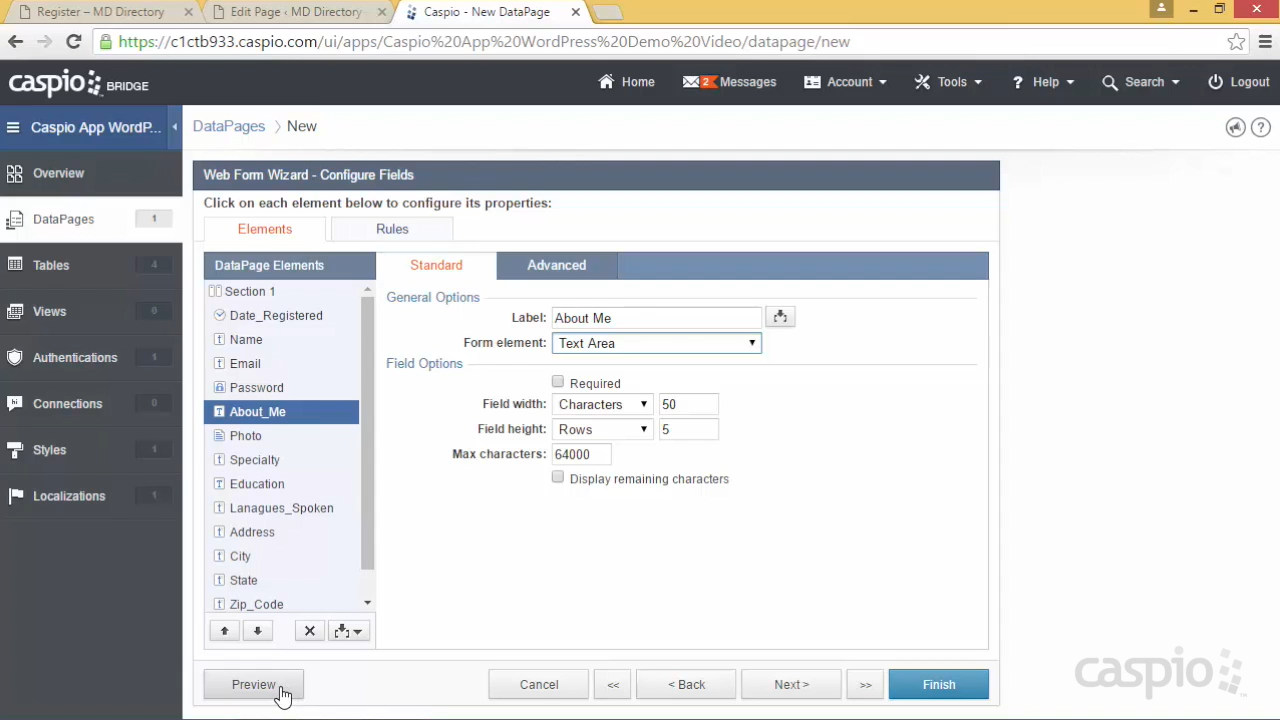 Register – MD Directory
Edit Page ‹ MD Directory
Caspio - New DataPage
https://c1ctb933.caspio.com/ui/apps/Caspio%20App%20WordPress%20Demo%20Video/datapage/new
caspio BRIDGE
Home
2
Messages
Account
Tools
? Help
Search
Logout
Caspio App WordP...
DataPages > New
?
Overview
DataPages 1
Tables 4
Views 0
Authentications 1
Connections 0
Styles 1
Localizations 1
Web Form Wizard - Configure Fields
Click on each element below to configure its properties:
Elements
Rules
DataPage Elements
Standard
Advanced
Section 1
Date_Registered
Name
Email
Password
About_Me
Photo
Specialty
Education
Lanagues_Spoken
Address
City
State
Zip_Code
General Options
Label: About Me
Form element: Text Area
Field Options
Required
Field width: Characters 50
Field height: Rows 5
Max characters: 64000
Display remaining characters
Preview
Cancel
<<
< Back
Next >
>>
Finish
caspio